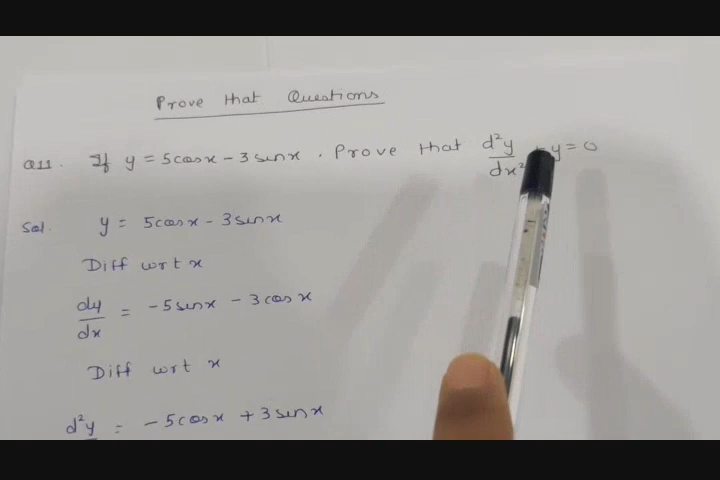 Prove that Questions
Q11. If y = 5cosx - 3sinx. Prove that d²y/dx² + y = 0
Sol. y = 5cosx - 3sinx
Diff wrt x
dy/dx = -5sinx - 3cosx
Diff wrt x
d²y = -5cosx + 3sinx